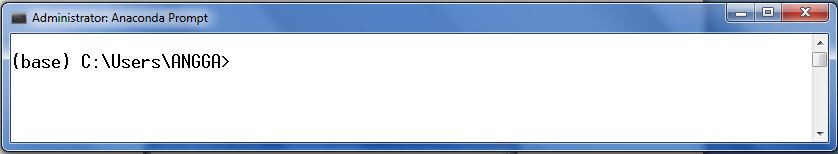 Administrator: Anaconda Prompt
(base) C:\Users\ANGGA>